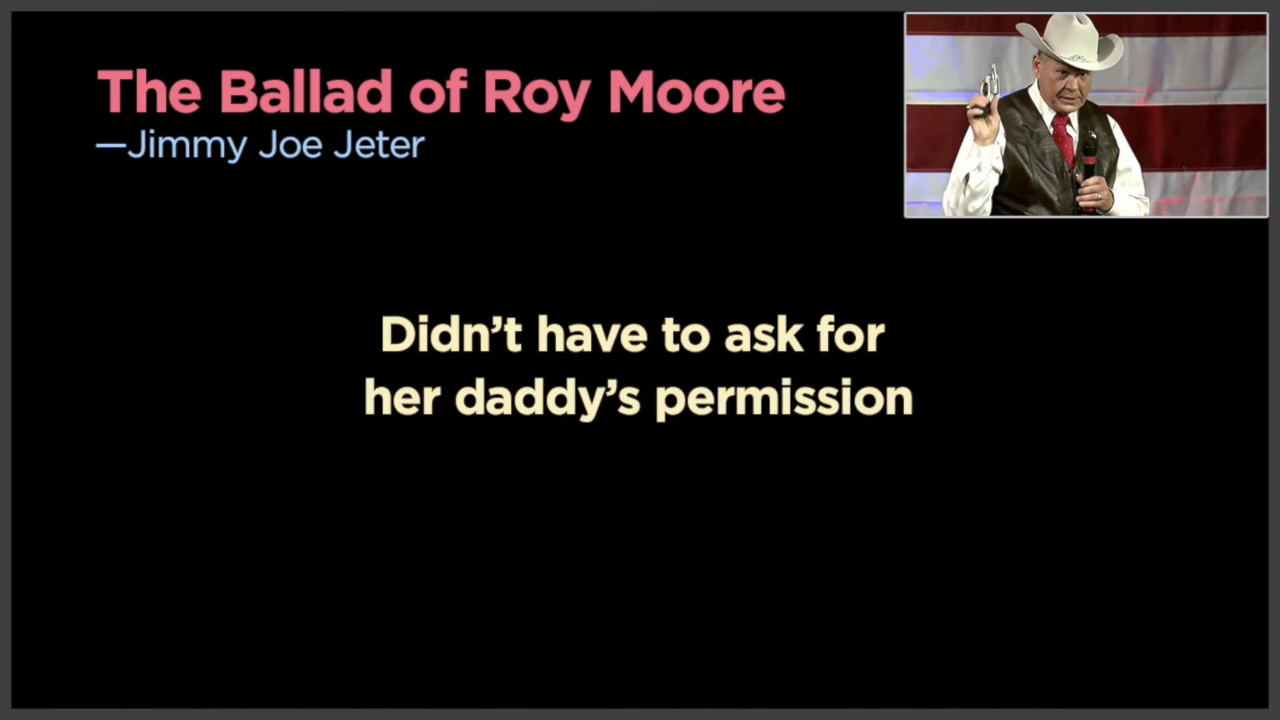 The Ballad of Roy Moore
—Jimmy Joe Jeter
Didn’t have to ask for
her daddy’s permission